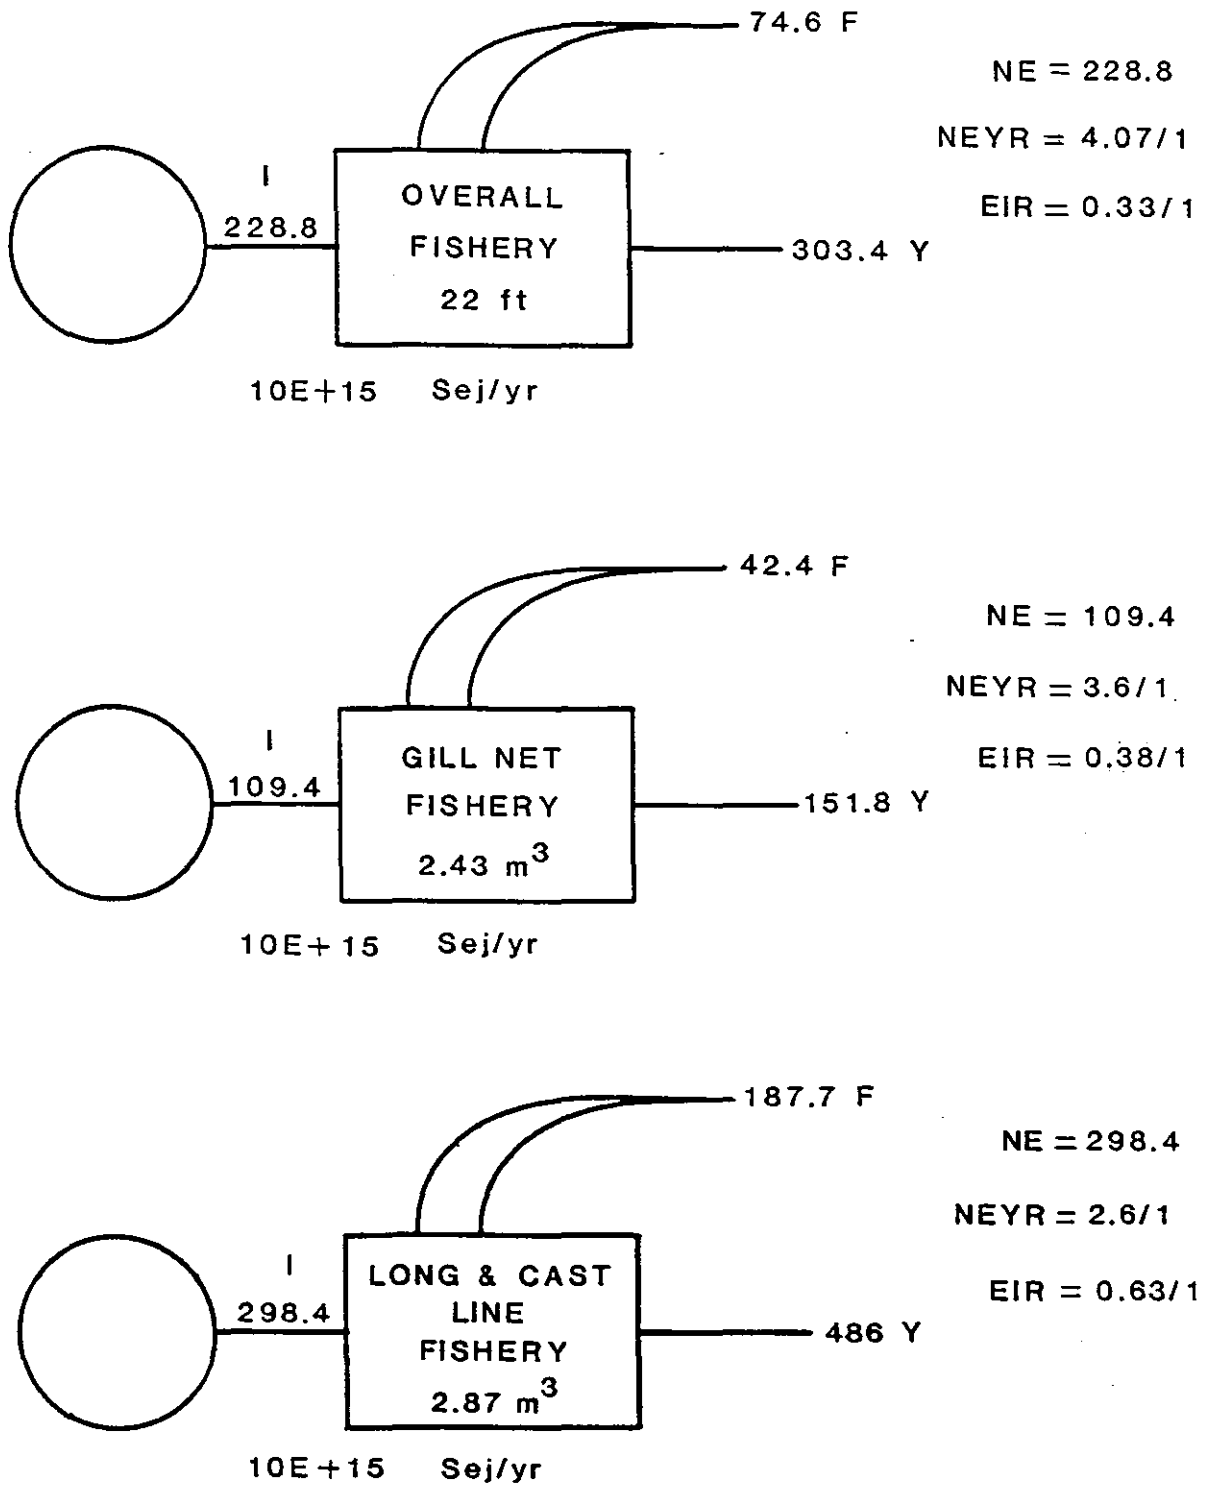 74.6 F
NE = 228.8
NEYR = 4.07/1
EIR = 0.33/1
I
228.8
OVERALL
FISHERY
22 ft
303.4 Y
10E+15 Sej/yr
42.4 F
NE = 109.4
NEYR = 3.6/1
EIR = 0.38/1
I
109.4
GILL NET
FISHERY
2.43 m³
151.8 Y
10E+15 Sej/yr
187.7 F
NE = 298.4
NEYR = 2.6/1
EIR = 0.63/1
I
298.4
LONG & CAST
LINE
FISHERY
2.87 m³
486 Y
10E+15 Sej/yr